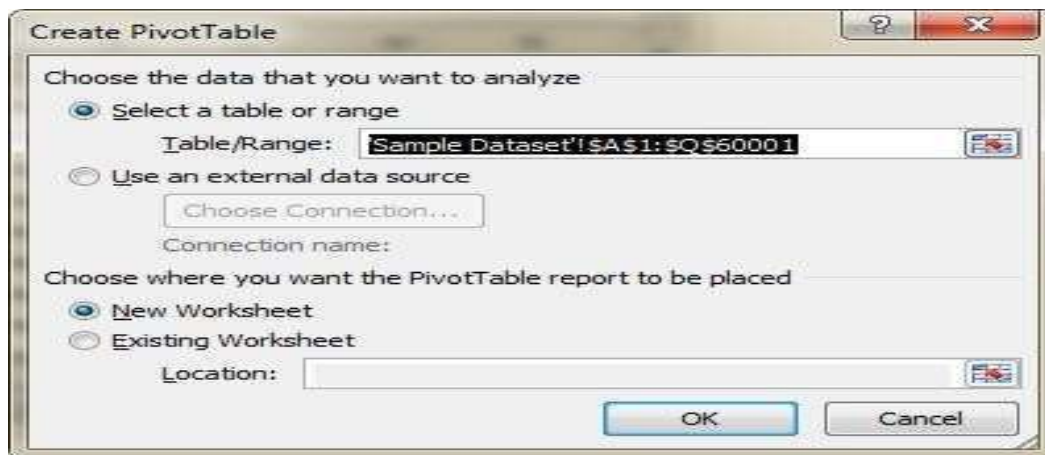 Create PivotTable
?
Choose the data that you want to analyze
Select a table or range
Table/Range: 'Sample Dataset'!$A$1:$Q$60001
Use an external data source
Choose Connection...
Connection name:
Choose where you want the PivotTable report to be placed
New Worksheet
Existing Worksheet
Location:
OK Cancel